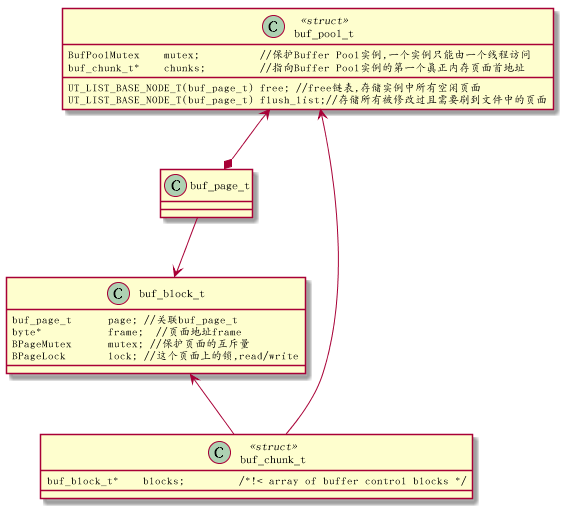 C
«struct»
buf_pool_t
BufPoolMutex    mutex;          //保护Buffer Pool实例,一个实例只能由一个线程访问
buf_chunk_t*    chunks;         //指向Buffer Pool实例的第一个真正内存页面首地址
UT_LIST_BASE_NODE_T(buf_page_t) free; //free链表,存储实例中所有空闲页面
UT_LIST_BASE_NODE_T(buf_page_t) flush_list;//存储所有被修改过且需要刷到文件中的页面
C buf_page_t
C buf_block_t
buf_page_t      page; //关联buf_page_t
byte*           frame;  //页面地址frame
BPageMutex      mutex; //保护页面的互斥量
BPageLock       lock; //这个页面上的锁,read/write
C
«struct»
buf_chunk_t
buf_block_t*    blocks;         /*!< array of buffer control blocks */